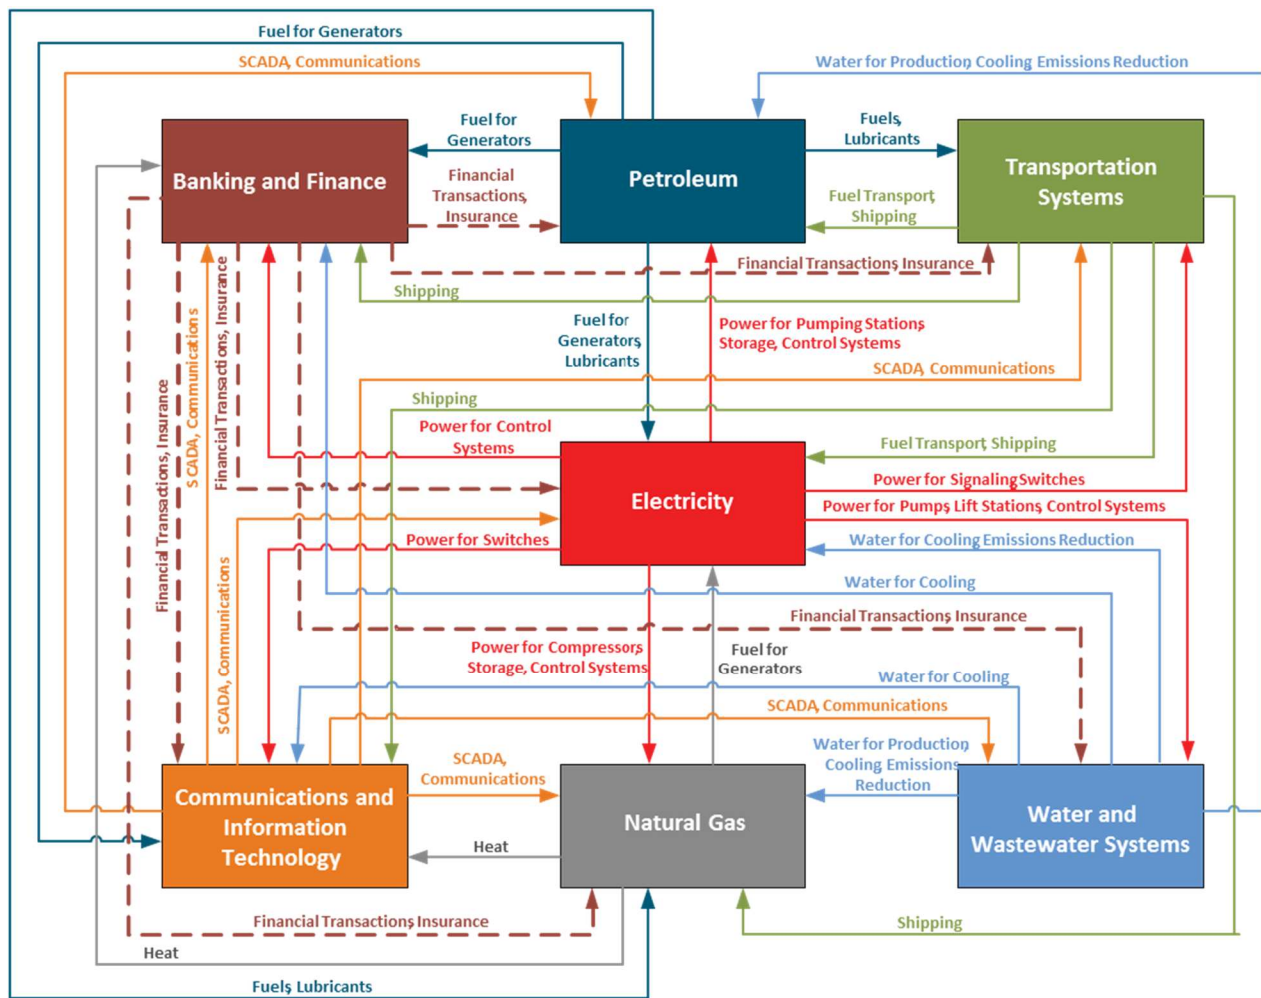 Fuel for Generators
SCADA, Communications
Water for Production, Cooling Emissions Reduction
Fuel for
Generators
Fuels,
Lubricants
Banking and Finance
Financial
Transactions,
Insurance
Petroleum
Fuel Transport,
Shipping
Transportation
Systems
Financial Transactions, Insurance
Shipping
Fuel for
Generators,
Lubricants
Power for Pumping Stations,
Storage, Control Systems
SCADA, Communications
Financial Transactions, Insurance
SCADA, Communications
Financial Transactions, Insurance
Shipping
Power for Control
Systems
Fuel Transport, Shipping
Electricity
Power for Signaling Switches
Power for Pumps, Lift Stations, Control Systems
Power for Switches
Water for Cooling Emissions Reduction
SCADA, Communications
Water for Cooling
Financial Transactions, Insurance
Power for Compressor,
Storage, Control Systems
Fuel for
Generators
Water for Cooling
SCADA, Communications
SCADA,
Communications
Water for Production,
Cooling, Emissions
Reduction
Communications and
Information
Technology
Natural Gas
Water and
Wastewater Systems
Heat
Financial Transactions, Insurance
Shipping
Heat
Fuels, Lubricants